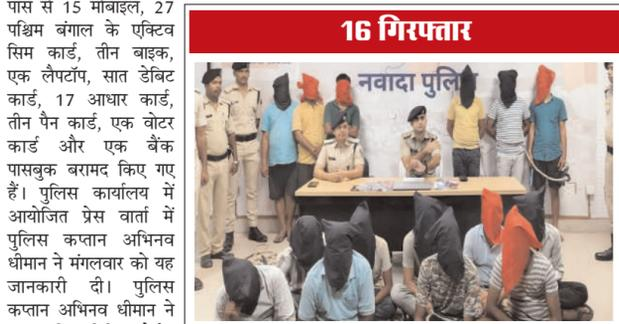 पास से 15 मोबाइल, 27
पश्चिम बंगाल के एक्टिव
सिम कार्ड, तीन बाइक,
एक लैपटॉप, सात डेबिट
कार्ड, 17 आधार कार्ड,
तीन पैन कार्ड, एक वोटर
कार्ड और एक बैंक
पासबुक बरामद किए गए
हैं। पुलिस कार्यालय में
आयोजित प्रेस वार्ता में
पुलिस कप्तान अभिनव
धीमान ने मंगलवार को यह
जानकारी दी। पुलिस
कप्तान अभिनव धीमान ने
16 गिरफ्तार
नवादा पुलिस